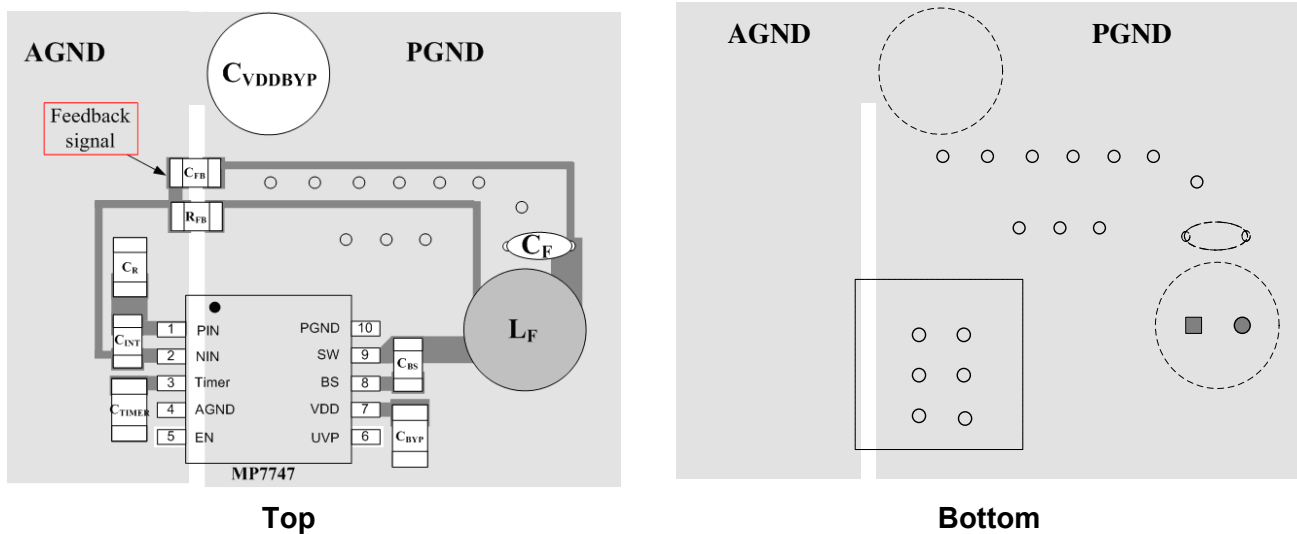 AGND
PGND
CVDDBYP
Feedback
signal
CFB
RFB
CR
CF
LF
CINT
CTIMER
CBS
CBYP
1 PIN
2 NIN
3 Timer
4 AGND
5 EN
PGND 10
SW 9
BS 8
VDD 7
UVP 6
MP7747
Top
AGND
PGND
Bottom